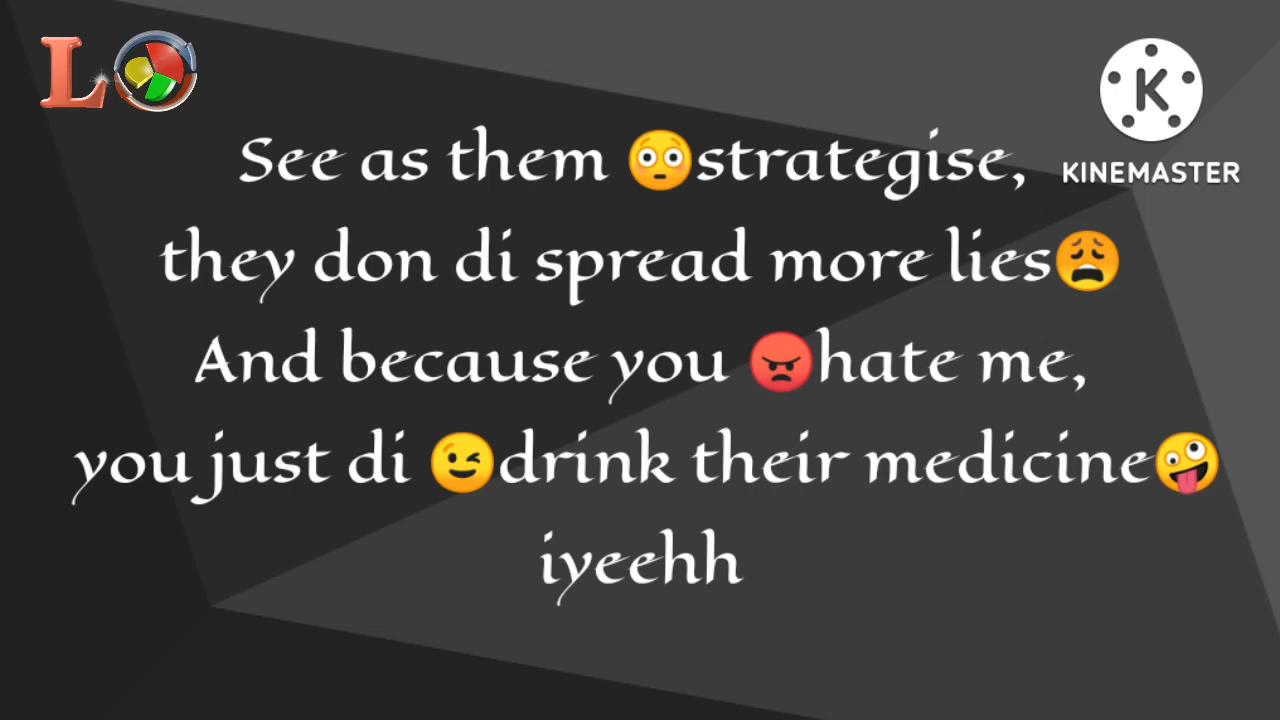 LO
K
KINEMASTER
See as them 😳strategise,
they don di spread more lies😩
And because you 😡hate me,
you just di 😉drink their medicine🤪
iyeehh